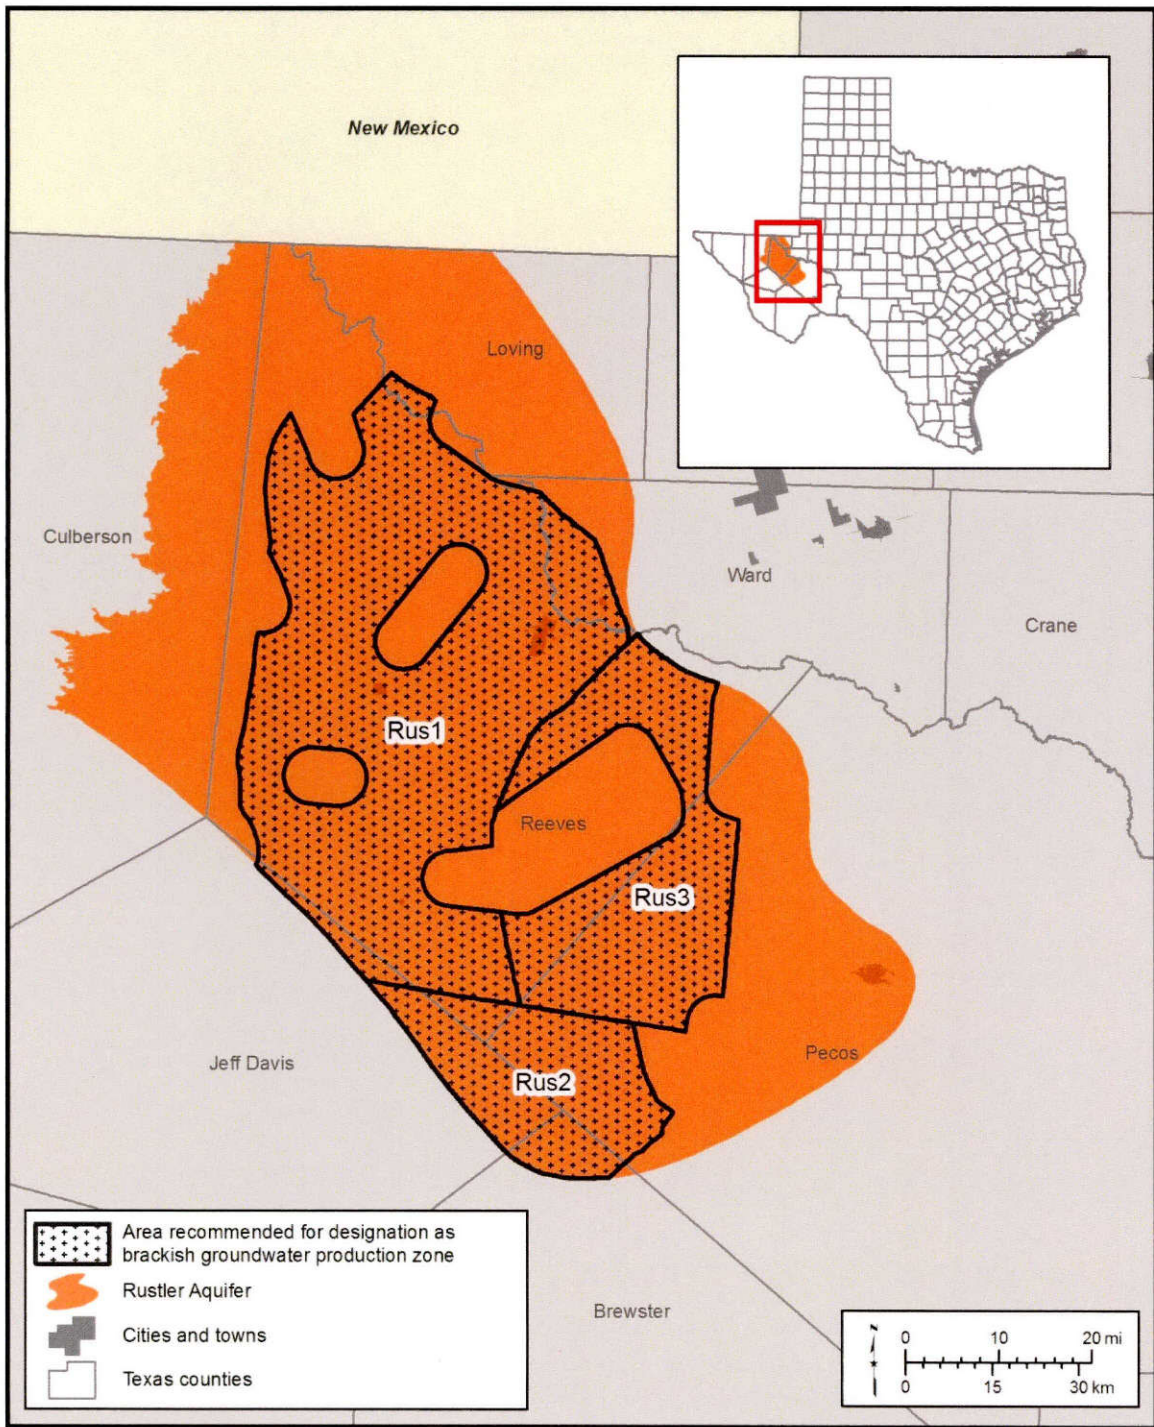 New Mexico
Loving
Culberson
Ward
Crane
Rus1
Reeves
Rus3
Jeff Davis
Pecos
Rus2
Brewster
Area recommended for designation as
brackish groundwater production zone
Rustler Aquifer
Cities and towns
Texas counties
0 10 20 mi
0 15 30 km